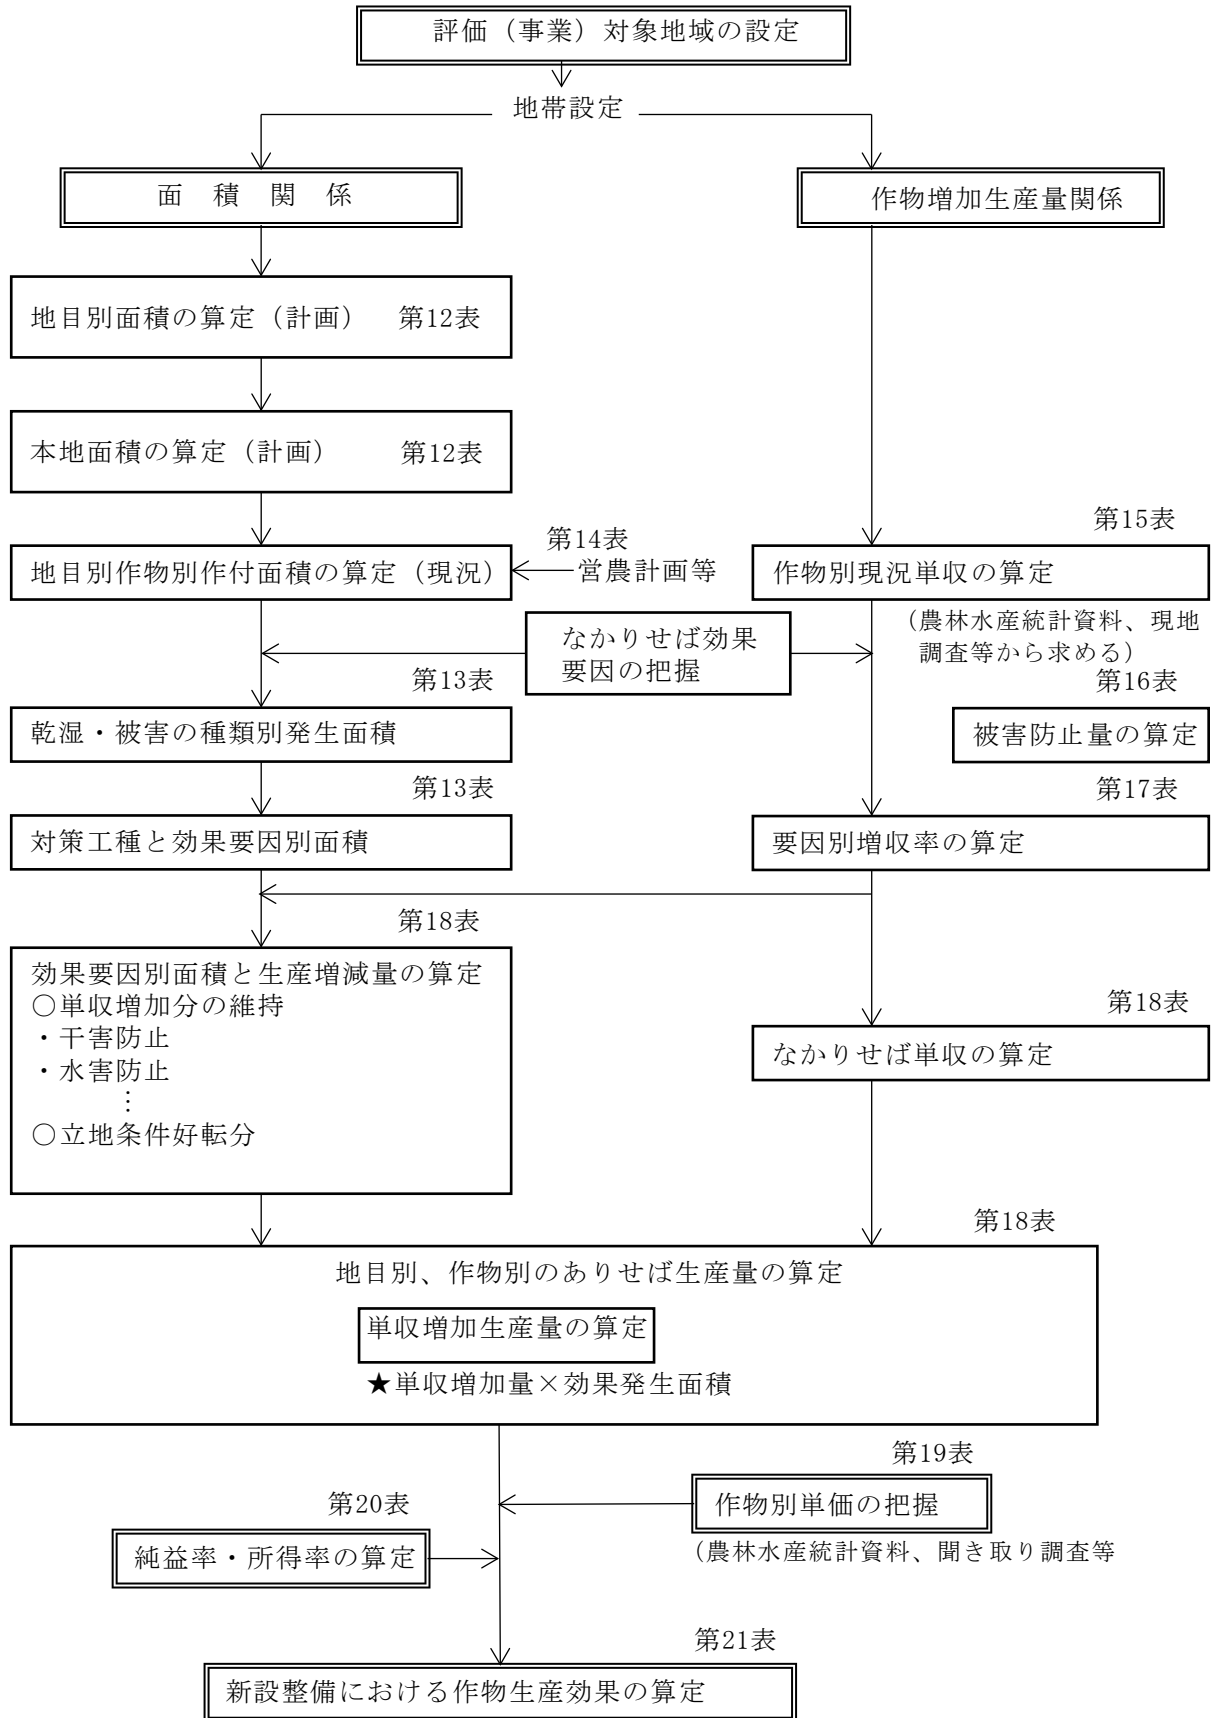 評価（事業）対象地域の設定
地帯設定
面　積　関　係
作物増加生産量関係
地目別面積の算定（計画）　第12表
本地面積の算定（計画）　第12表
第14表
第15表
地目別作物別作付面積の算定（現況）
営農計画等
作物別現況単収の算定
（農林水産統計資料、現地
調査等から求める）
なかりせば効果
要因の把握
第13表
第16表
乾湿・被害の種類別発生面積
被害防止量の算定
第13表
第17表
対策工種と効果要因別面積
要因別増収率の算定
第18表
効果要因別面積と生産増減量の算定
○単収増加分の維持
・干害防止
・水害防止
⋮
○立地条件好転分
第18表
なかりせば単収の算定
第18表
地目別、作物別のありせば生産量の算定
単収増加生産量の算定
★単収増加量×効果発生面積
第19表
作物別単価の把握
（農林水産統計資料、聞き取り調査等
第20表
純益率・所得率の算定
第21表
新設整備における作物生産効果の算定